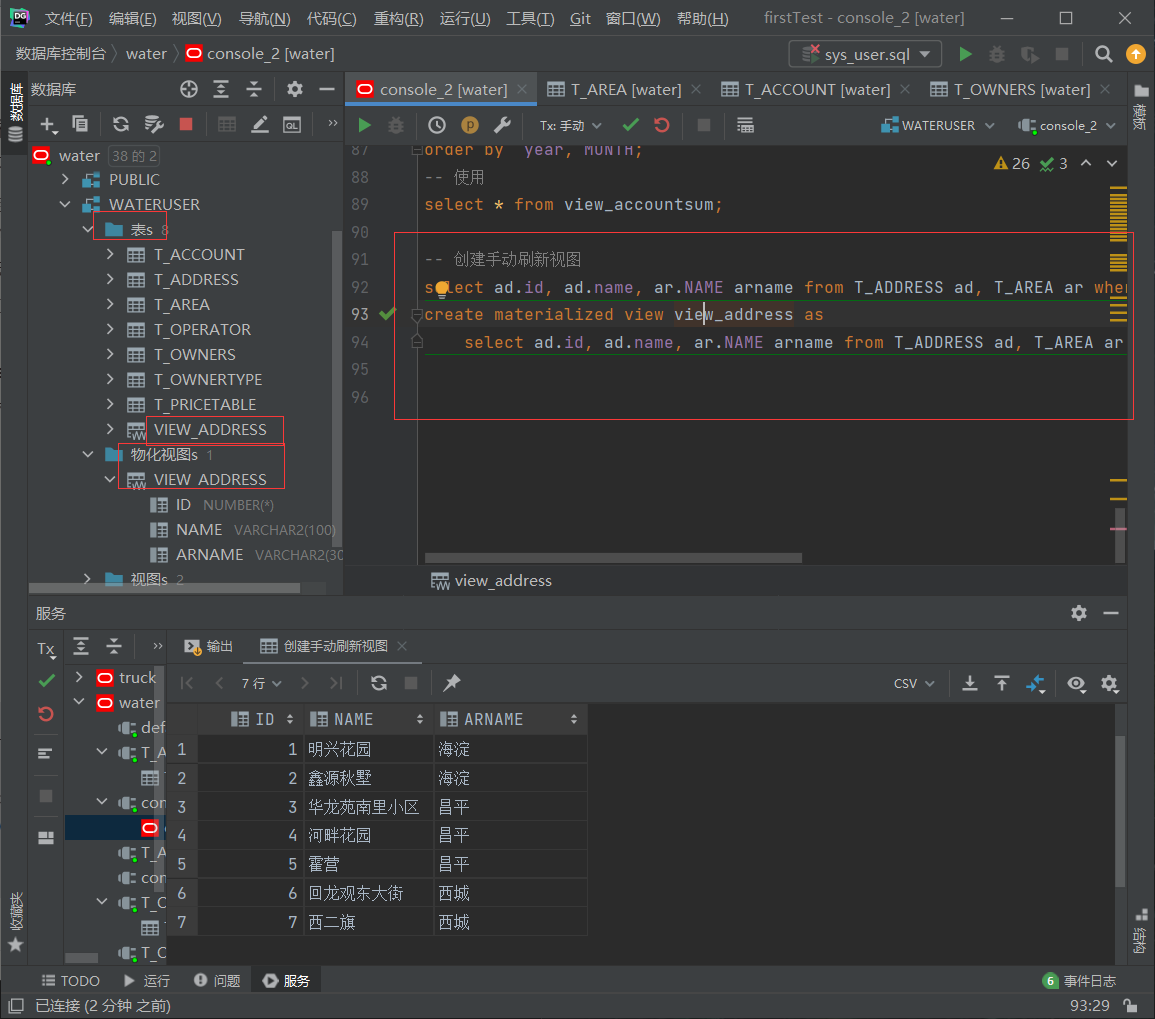 DG 文件(F) 编辑(E) 视图(V) 导航(N) 代码(C) 重构(R) 运行(U) 工具(T) Git 窗口(W) 帮助(H) firstTest - console_2 [water]
数据库控制台 water console_2 [water] sys_user.sql
数据库
数据库 console_2 [water] T_AREA [water] T_ACCOUNT [water] T_OWNERS [water]
QL Tx: 手动 WATERUSER console_2
water 38 的 2
PUBLIC
WATERUSER
表s 8
T_ACCOUNT
T_ADDRESS
T_AREA
T_OPERATOR
T_OWNERS
T_OWNERTYPE
T_PRICETABLE
VIEW_ADDRESS
物化视图s 1
VIEW_ADDRESS
ID NUMBER(*)
NAME VARCHAR2(100)
ARNAME VARCHAR2(30
视图s 2
26 3
87 order by year, MONTH;
88 -- 使用
89 select * from view_accountsum;
90
91 -- 创建手动刷新视图
92 select ad.id, ad.name, ar.NAME arname from T_ADDRESS ad, T_AREA ar wher
93 create materialized view view_address as
94 select ad.id, ad.name, ar.NAME arname from T_ADDRESS ad, T_AREA ar
95
96
view_address
服务
Tx 输出 创建手动刷新视图
7 行 CSV
truck
water
def
T_A
con
T_A
con
T_O
T_O
ID NAME ARNAME
1 1 明兴花园 海淀
2 2 鑫源秋墅 海淀
3 3 华龙苑南里小区 昌平
4 4 河畔花园 昌平
5 5 霍营 昌平
6 6 回龙观东大街 西城
7 7 西二旗 西城
收藏夹
结构
TODO 运行 问题 服务 6 事件日志
已连接 (2 分钟 之前) 93:29